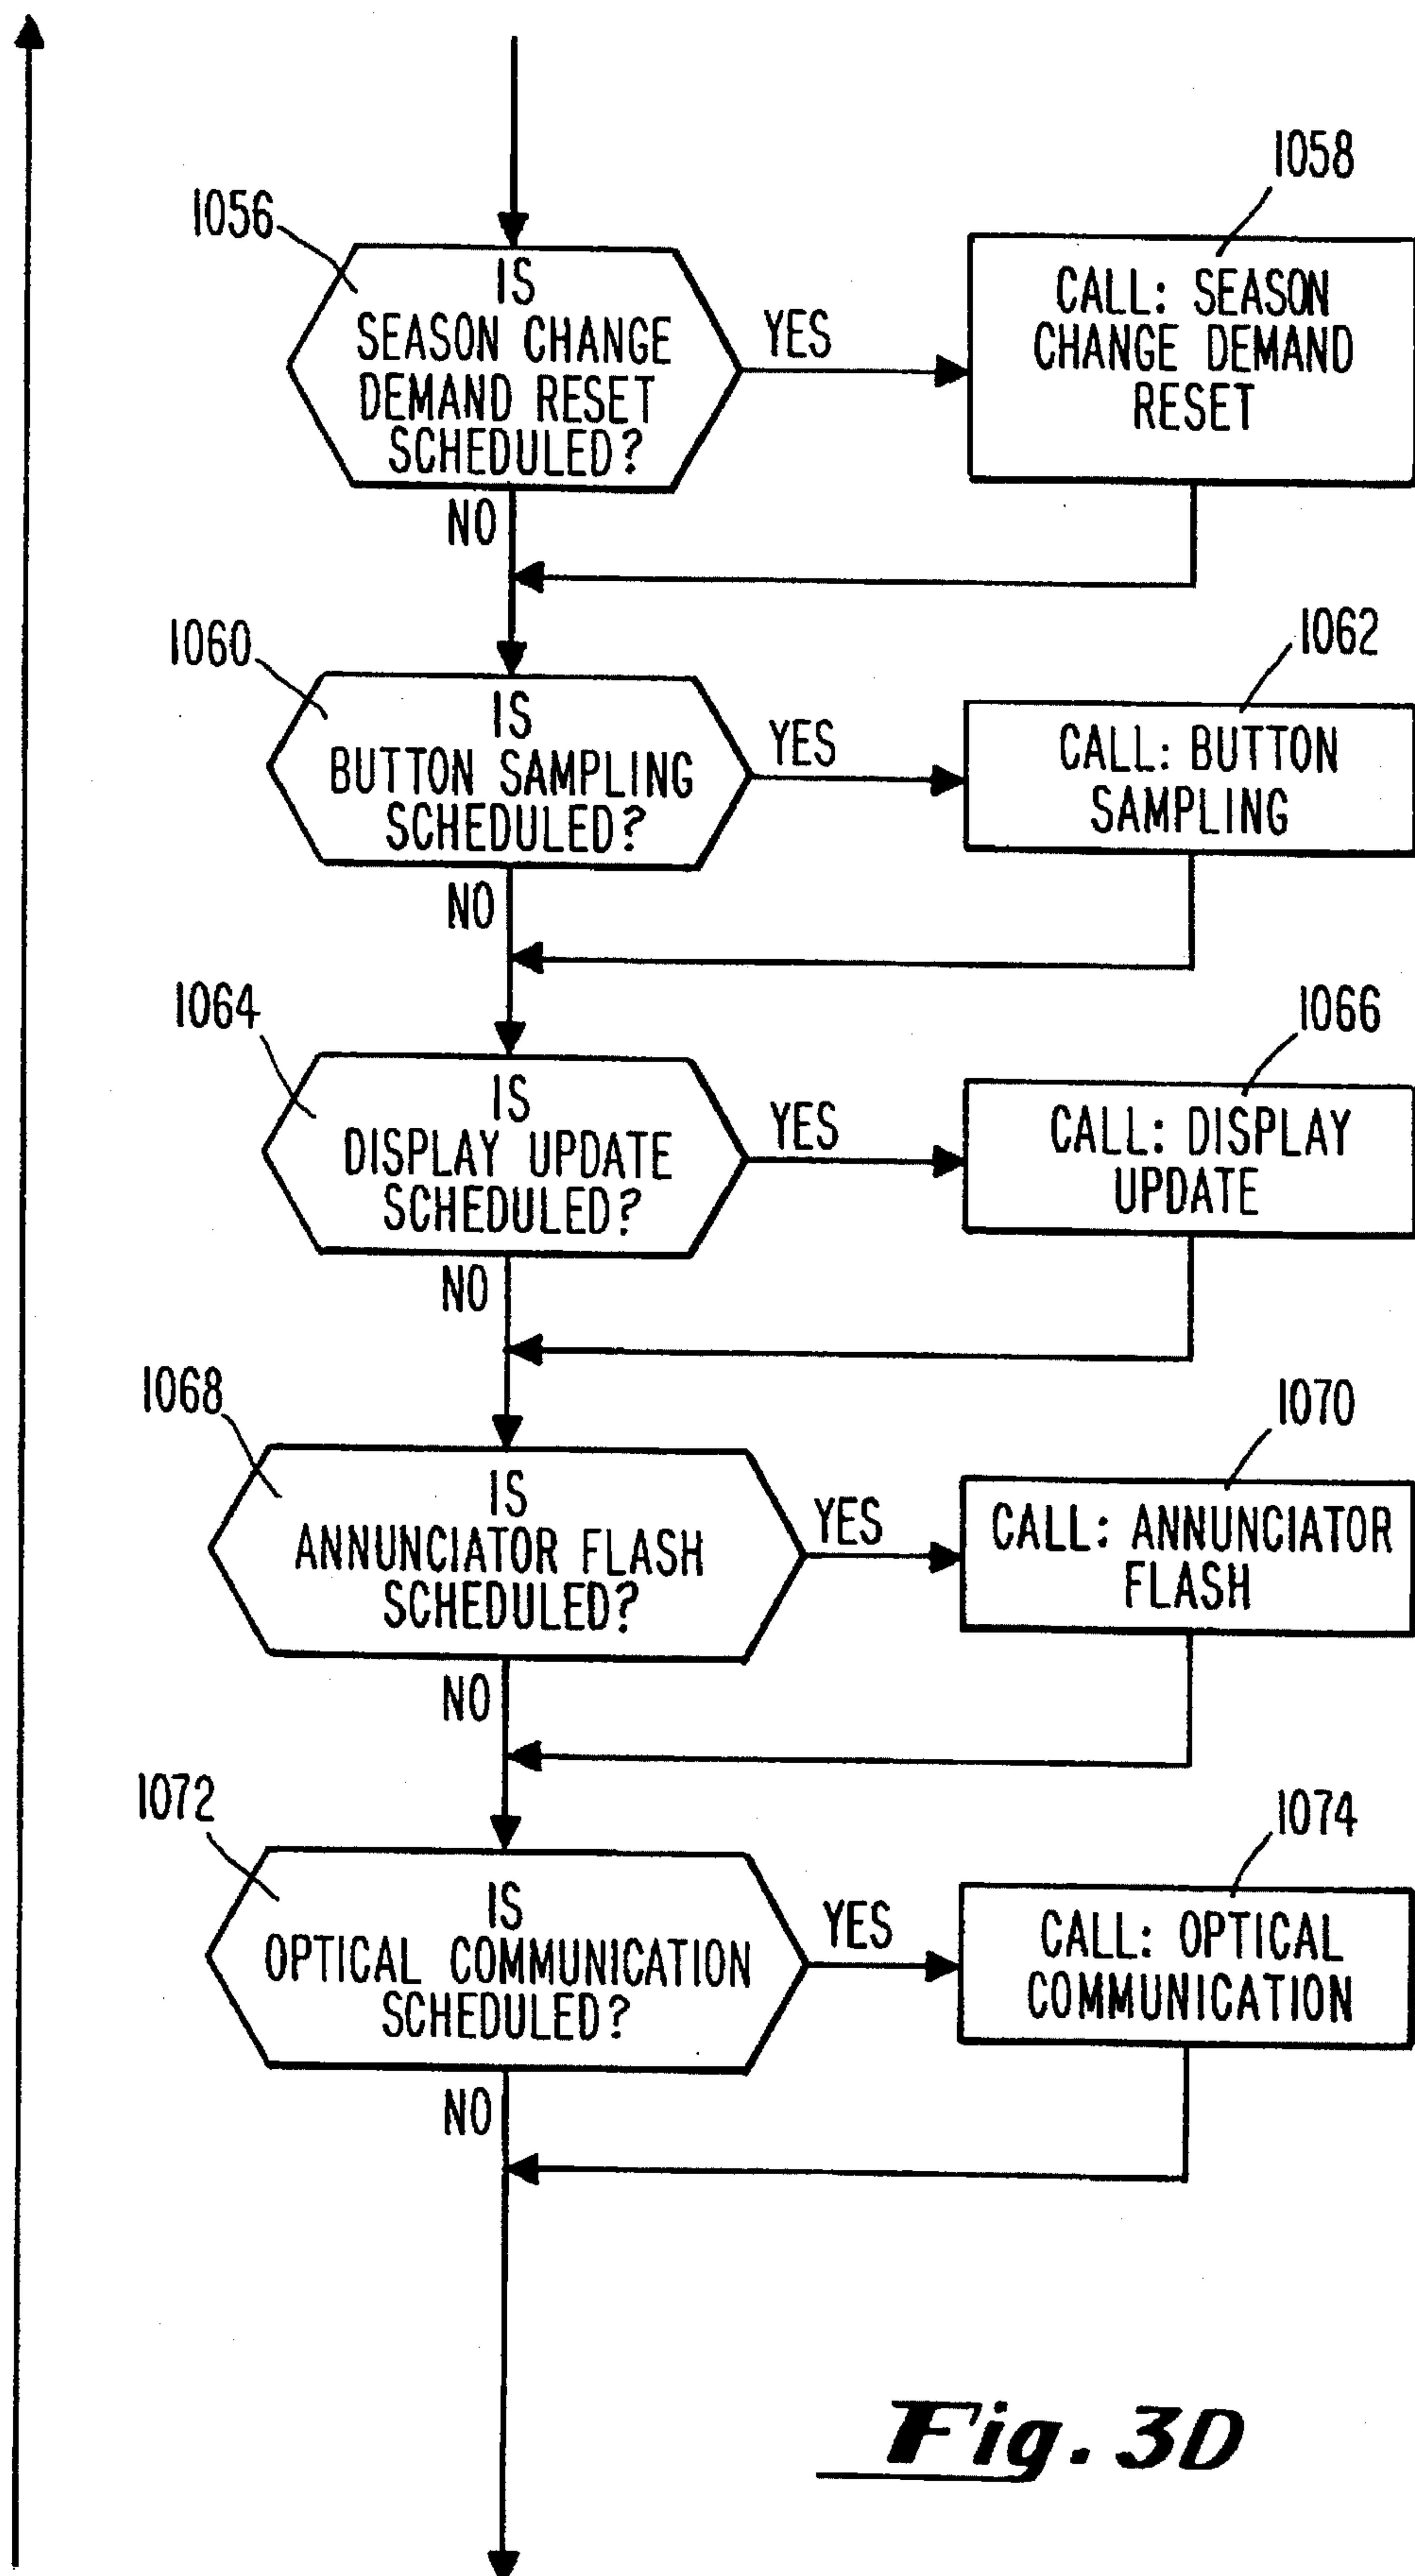 1056
IS
SEASON CHANGE
DEMAND RESET
SCHEDULED?
YES
NO
1058
CALL: SEASON
CHANGE DEMAND
RESET
1060
IS
BUTTON SAMPLING
SCHEDULED?
YES
NO
1062
CALL: BUTTON
SAMPLING
1064
IS
DISPLAY UPDATE
SCHEDULED?
YES
NO
1066
CALL: DISPLAY
UPDATE
1068
IS
ANNUNCIATOR FLASH
SCHEDULED?
YES
NO
1070
CALL: ANNUNCIATOR
FLASH
1072
IS
OPTICAL COMMUNICATION
SCHEDULED?
YES
NO
1074
CALL: OPTICAL
COMMUNICATION
Fig. 3D